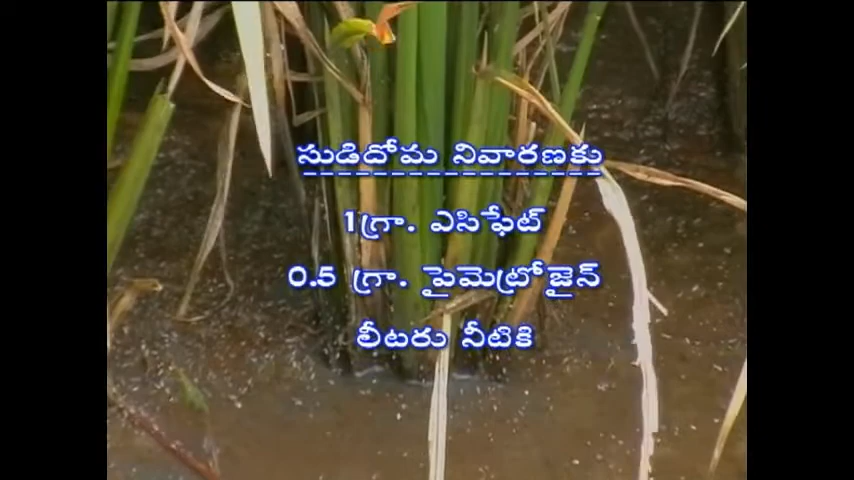 సుడిదోమ నివారణకు
1గ్రా. ఎసిఫేట్
0.5 గ్రా. పైమెట్రోజైన్
లీటరు నీటికి